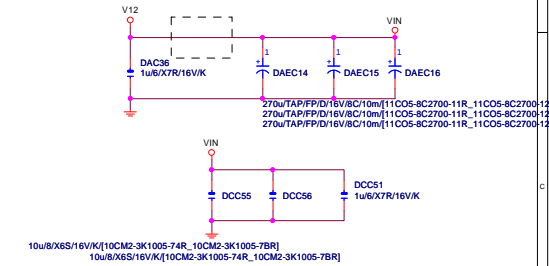 V12
VIN
DAC36
1u/6/X7R/16V/K
1
DAEC14
1
DAEC15
1
DAEC16
270u/TAP/FP/D/16V/8C/10m/[11CO5-8C2700-11R_11CO5-8C2700-12
270u/TAP/FP/D/16V/8C/10m/[11CO5-8C2700-11R_11CO5-8C2700-12
270u/TAP/FP/D/16V/8C/10m/[11CO5-8C2700-11R_11CO5-8C2700-12
VIN
DCC55
DCC56
DCC51
1u/6/X7R/16V/K
C
10u/8/X6S/16V/K/[10CM2-3K1005-74R_10CM2-3K1005-7BR]
10u/8/X6S/16V/K/[10CM2-3K1005-74R_10CM2-3K1005-7BR]